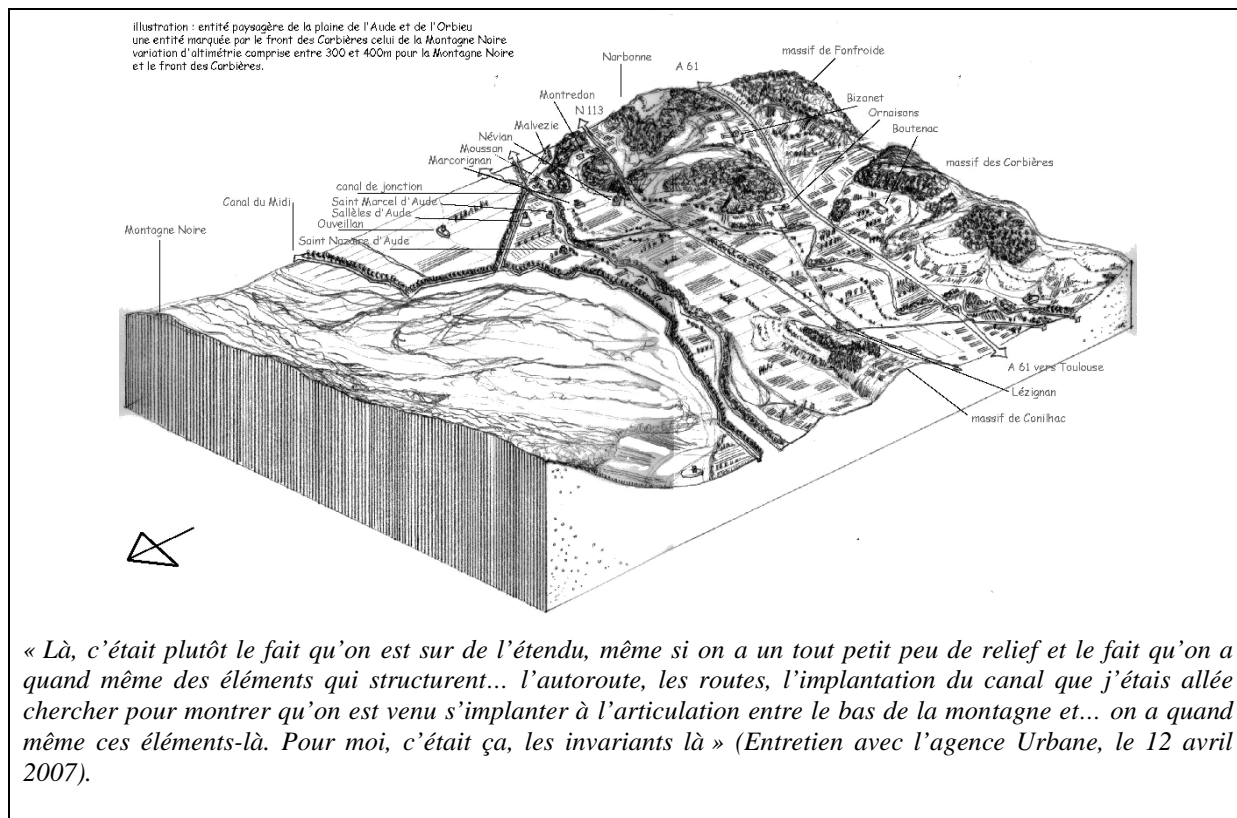 illustration : entité paysagère de la plaine de l'Aude et de l'Orbieu
une entité marquée par le front des Corbières celui de la Montagne Noire
variation d'altimétrie comprise entre 300 et 400m pour la Montagne Noire
et le front des Corbières.
massif de Fonfroide
Narbonne
A 61
Montredon
Bizanet
N 113
Ornaisons
Malvezie
Boutenac
Névian
Moussan
Marcorignan
massif des Corbières
canal de jonction
Canal du Midi
Saint Marcel d'Aude
Sallèles d'Aude
Ouveillan
Montagne Noire
Saint Nazaire d'Aude
A 61 vers Toulouse
Lézignan
massif de Conilhac
« Là, c'était plutôt le fait qu'on est sur de l'étendu, même si on a un tout petit peu de relief et le fait qu'on a
quand même des éléments qui structurent… l'autoroute, les routes, l'implantation du canal que j'étais allée
chercher pour montrer qu'on est venu s'implanter à l'articulation entre le bas de la montagne et… on a quand
même ces éléments-là. Pour moi, c'était ça, les invariants là » (Entretien avec l'agence Urbane, le 12 avril
2007).